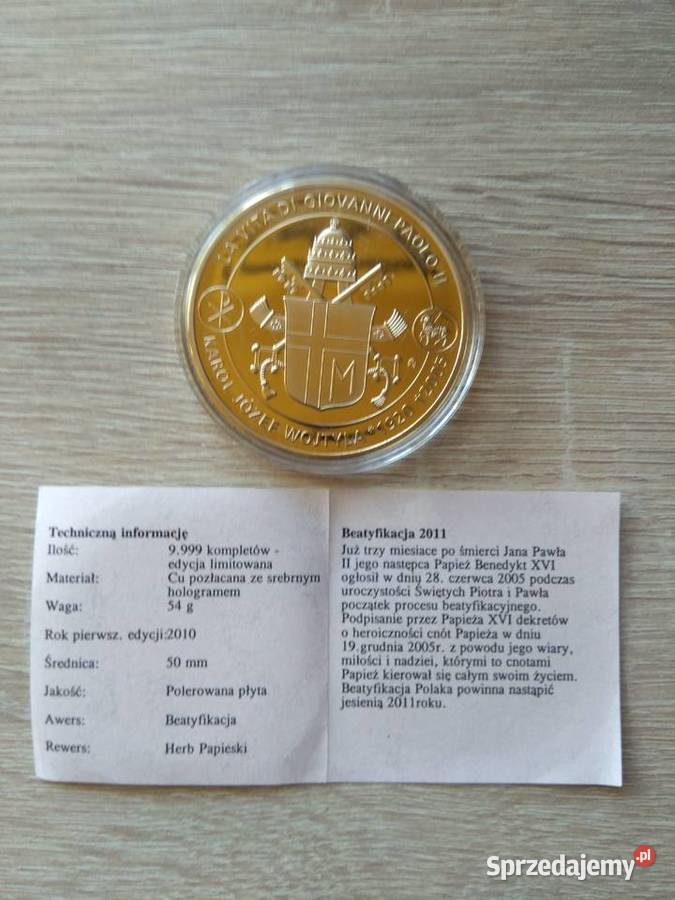 LA VITA DI GIOVANNI PAOLO II
KAROL JÓZEF WOJTYŁA *1920 †2005
M
Techniczną informację
Ilość: 9.999 kompletów -
edycja limitowana
Materiał: Cu pozłacana ze srebrnym
hologramem
Waga: 54 g
Rok pierwsz. edycji:2010
Średnica: 50 mm
Jakość: Polerowana płyta
Awers: Beatyfikacja
Rewers: Herb Papieski
Beatyfikacja 2011
Już trzy miesiace po śmierci Jana Pawła
II jego następca Papież Benedykt XVI
ogłosił w dniu 28. czerwca 2005 podczas
uroczystości Świętych Piotra i Pawła
początek procesu beatyfikacyjnego.
Podpisanie przez Papieża XVI dekretów
o heroiczności cnót Papieża w dniu
19.grudnia 2005r. z powodu jego wiary,
miłości i nadziei, którymi to cnotami
Papież kierował się całym swoim życiem.
Beatyfikacja Polaka powinna nastąpić
jesienią 2011roku.
Sprzedajemy.pl